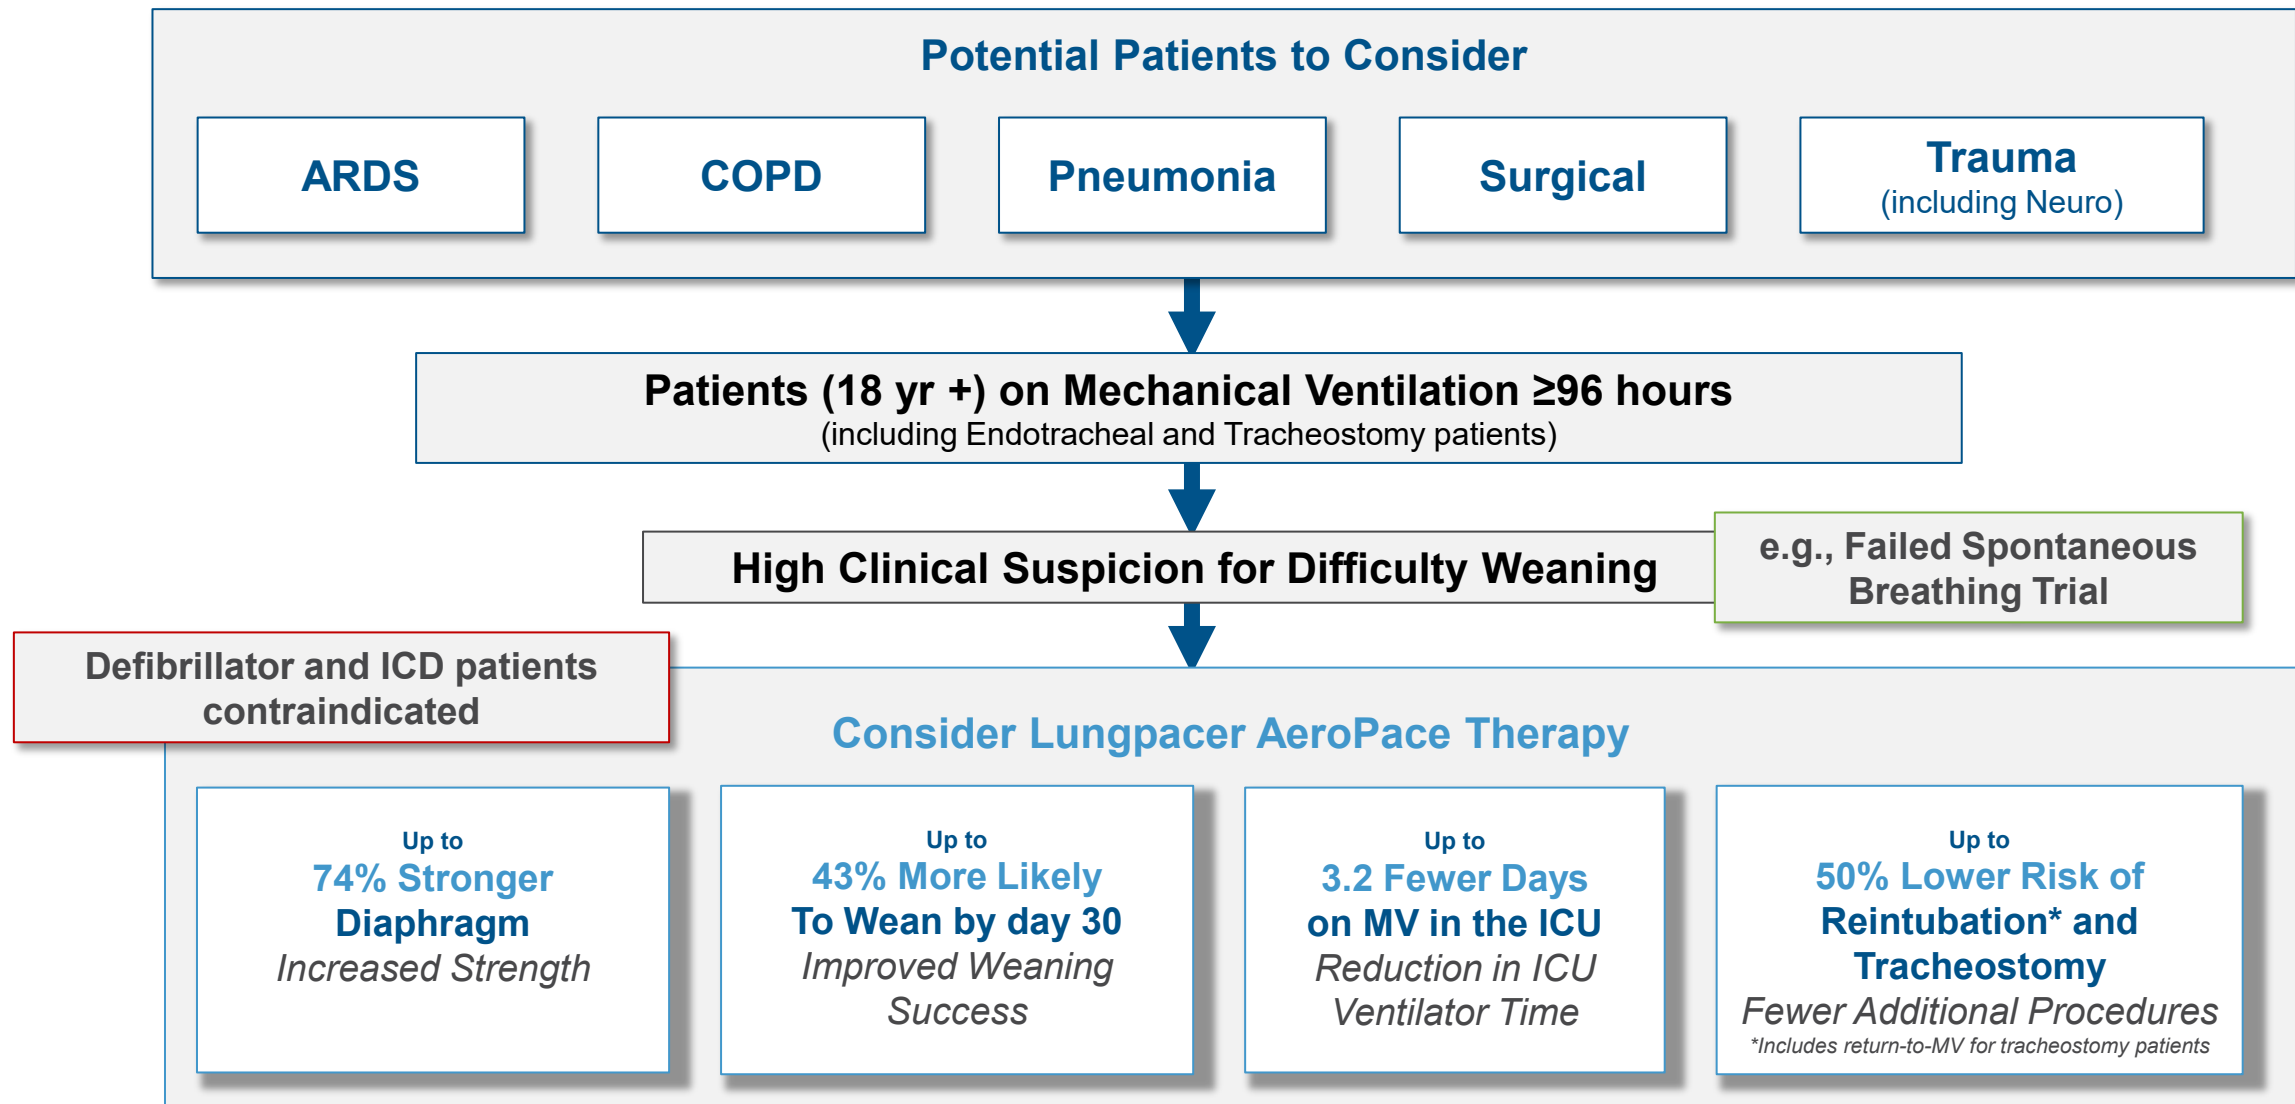 Potential Patients to Consider
ARDS
COPD
Pneumonia
Surgical
Trauma
(including Neuro)
Patients (18 yr +) on Mechanical Ventilation ≥96 hours
(including Endotracheal and Tracheostomy patients)
High Clinical Suspicion for Difficulty Weaning
e.g., Failed Spontaneous
Breathing Trial
Defibrillator and ICD patients
contraindicated
Consider Lungpacer AeroPace Therapy
Up to
74% Stronger
Diaphragm
Increased Strength
Up to
43% More Likely
To Wean by day 30
Improved Weaning
Success
Up to
3.2 Fewer Days
on MV in the ICU
Reduction in ICU
Ventilator Time
Up to
50% Lower Risk of
Reintubation* and
Tracheostomy
Fewer Additional Procedures
*Includes return-to-MV for tracheostomy patients